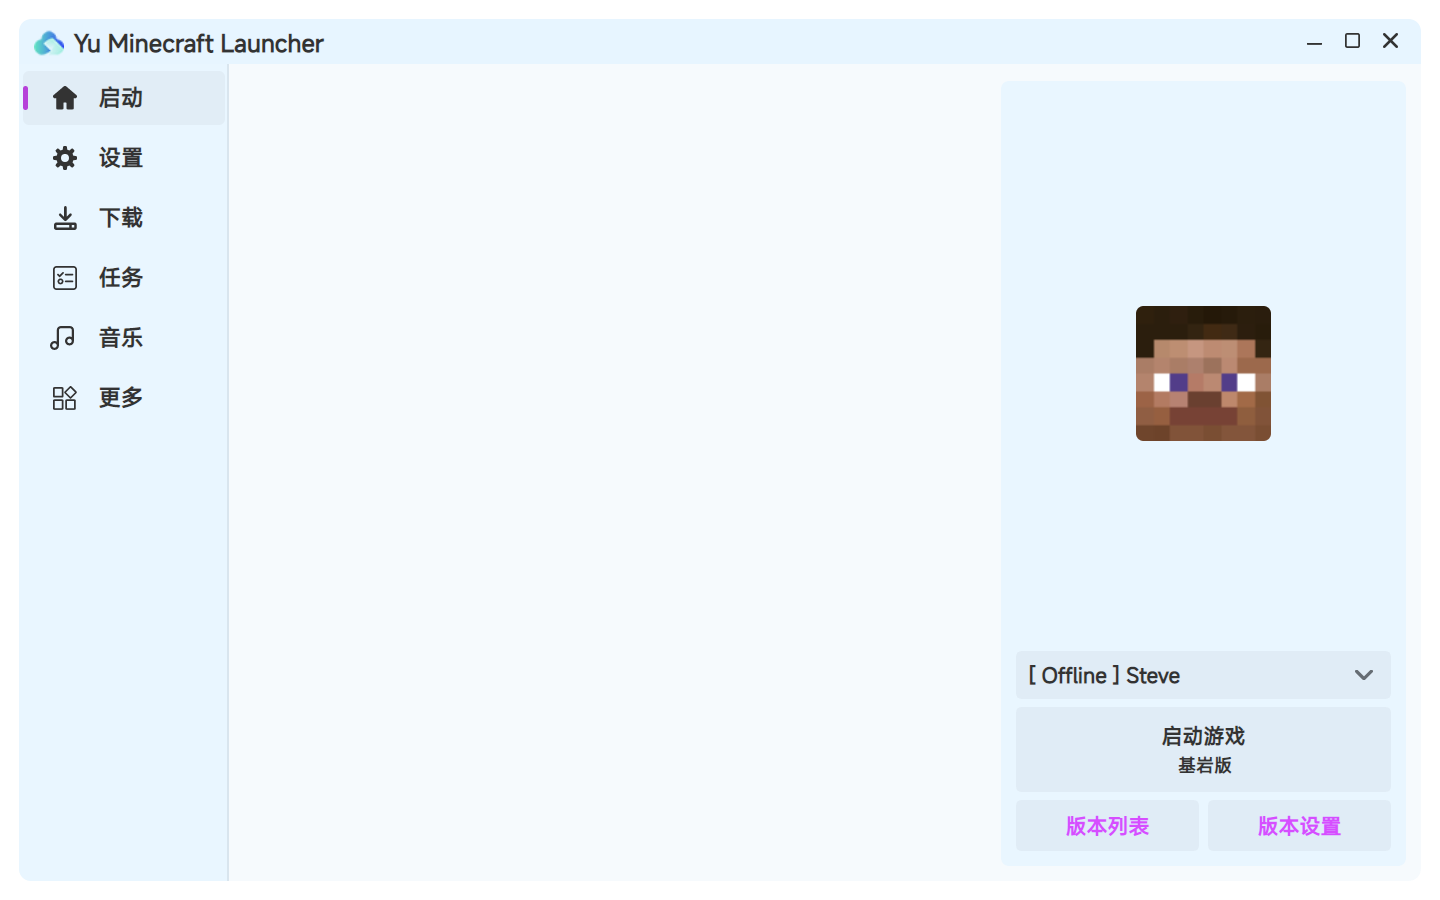 Yu Minecraft Launcher
启动
设置
下载
任务
音乐
更多
[ Offline ] Steve
启动游戏
基岩版
版本列表
版本设置